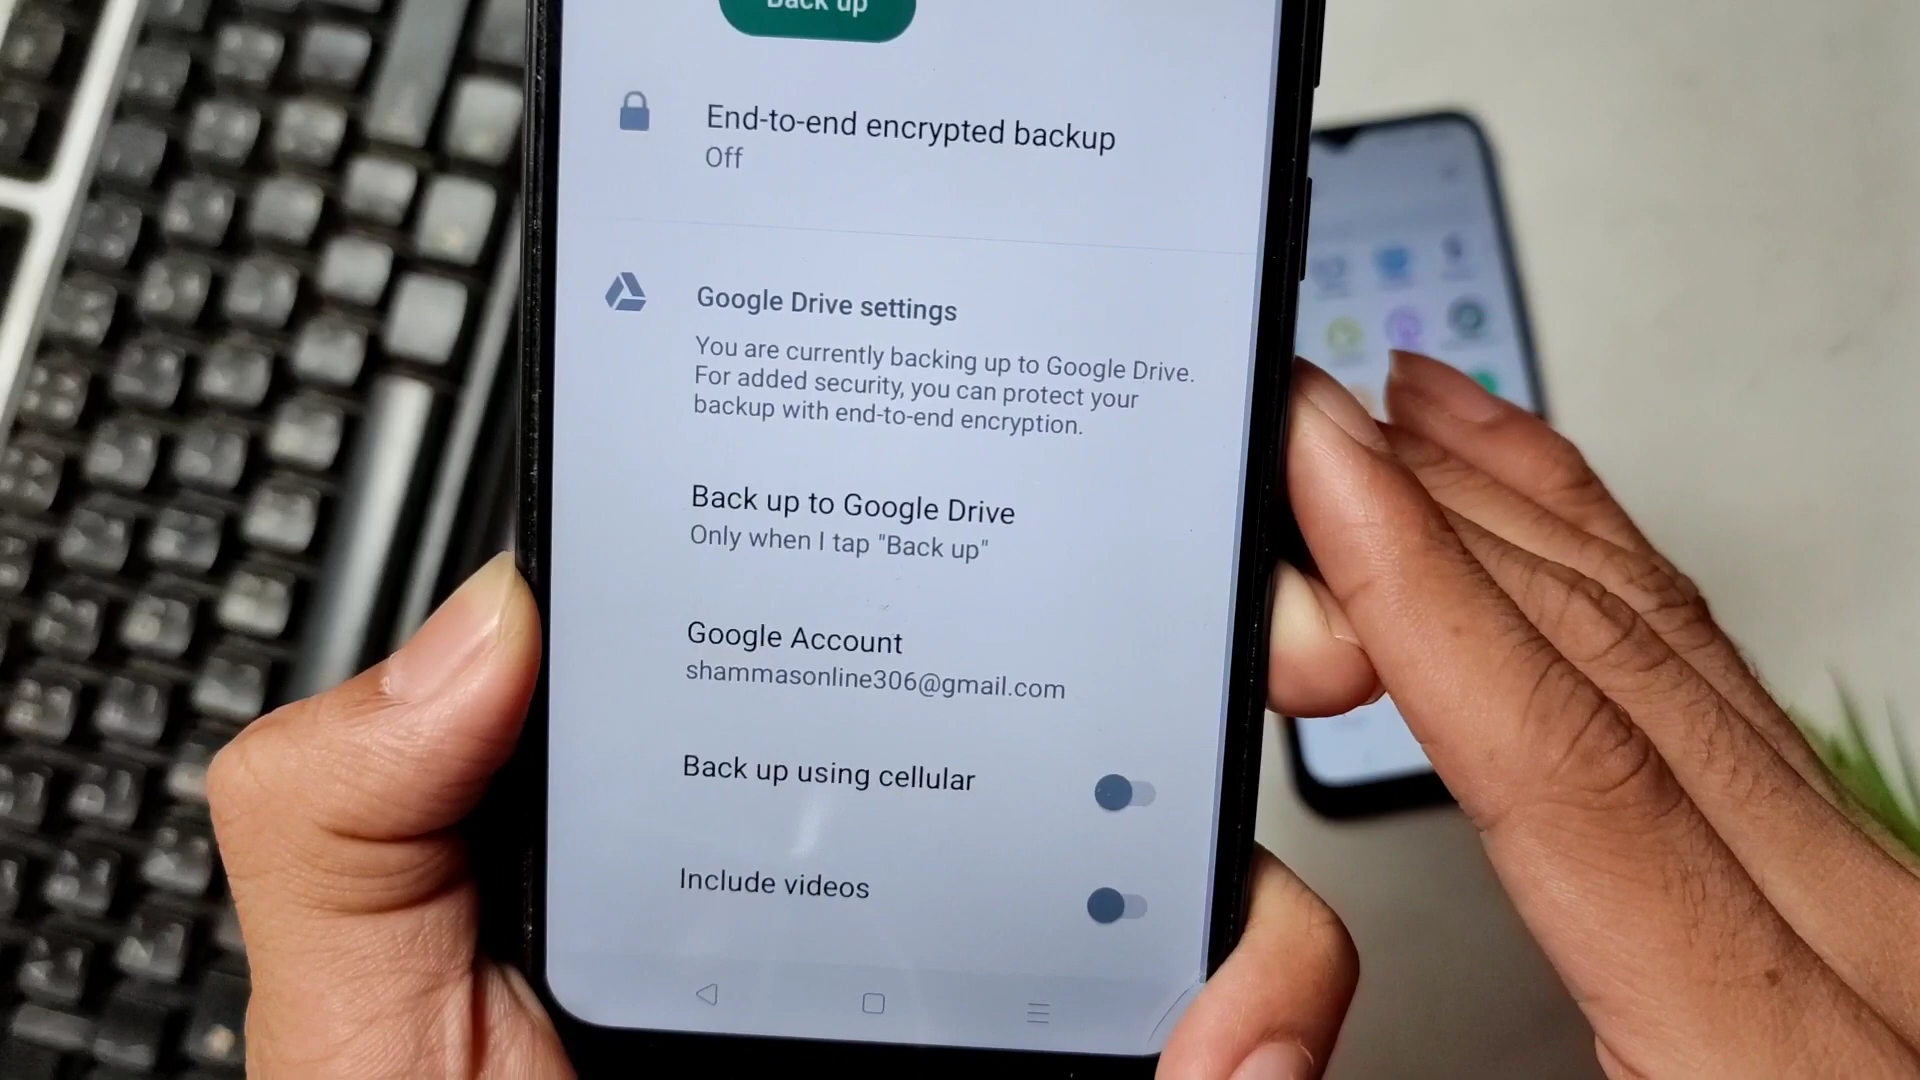 Back up
End-to-end encrypted backup
Off
Google Drive settings
You are currently backing up to Google Drive.
For added security, you can protect your
backup with end-to-end encryption.
Back up to Google Drive
Only when I tap "Back up"
Google Account
shammasonline306@gmail.com
Back up using cellular
Include videos